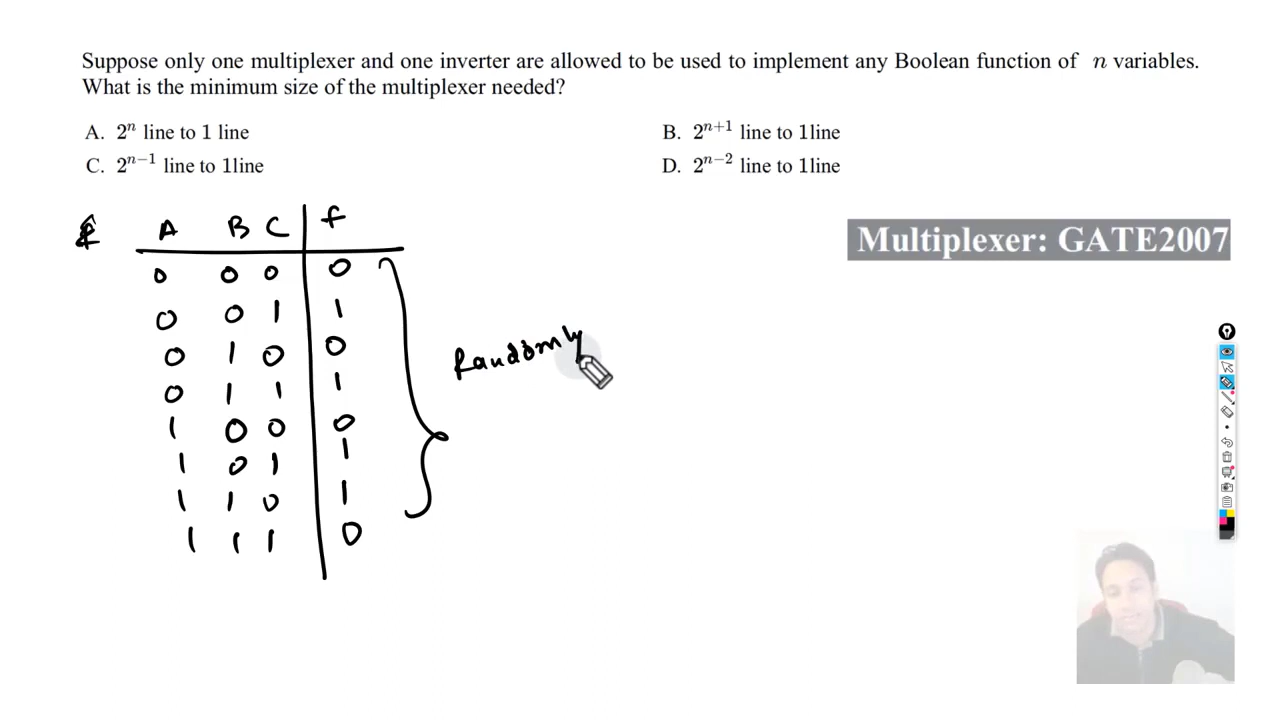 Suppose only one multiplexer and one inverter are allowed to be used to implement any Boolean function of n variables.
What is the minimum size of the multiplexer needed?
A. 2ⁿ line to 1 line
B. 2ⁿ⁺¹ line to 1line
C. 2ⁿ⁻¹ line to 1line
D. 2ⁿ⁻² line to 1line
Multiplexer: GATE2007
A B C f
0 0 0 0
0 0 1 1
0 1 0 0
0 1 1 1
1 0 0 0
1 0 1 1
1 1 0 1
1 1 1 0
Randomly